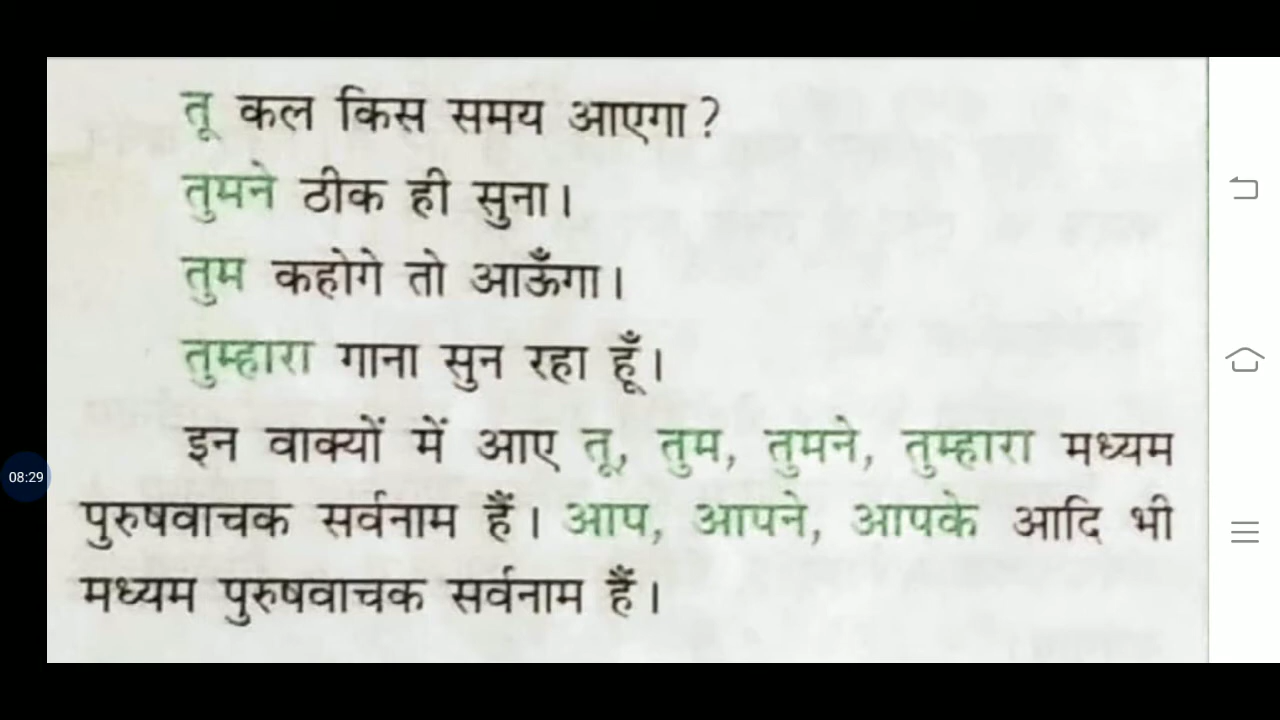 तू कल किस समय आएगा?
तुमने ठीक ही सुना।
तुम कहोगे तो आऊँगा।
तुम्हारा गाना सुन रहा हूँ।
इन वाक्यों में आए तू, तुम, तुमने, तुम्हारा मध्यम
पुरुषवाचक सर्वनाम हैं। आप, आपने, आपके आदि भी
मध्यम पुरुषवाचक सर्वनाम हैं।
08:29